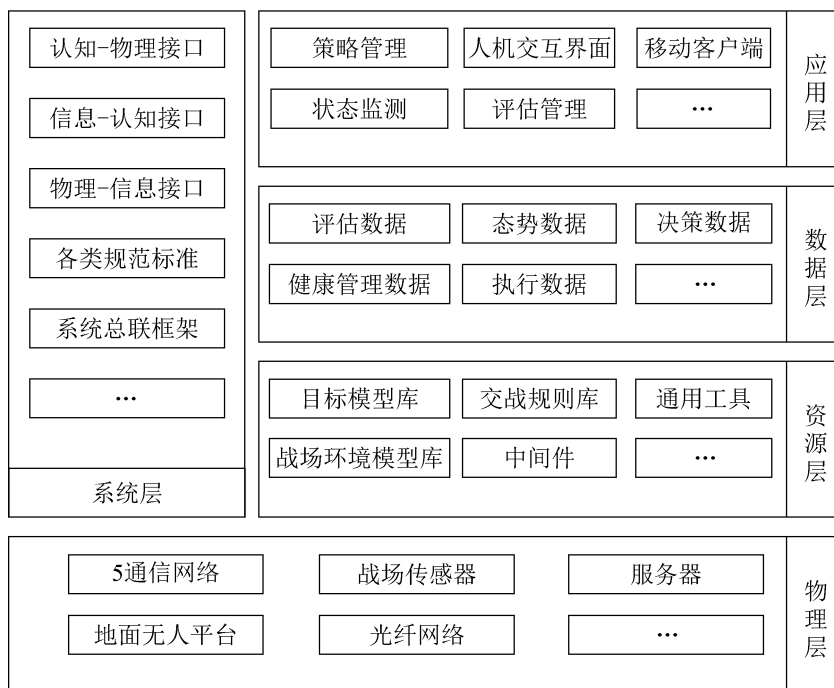 认知-物理接口
信息-认知接口
物理-信息接口
各类规范标准
系统总联框架
…
系统层
策略管理 人机交互界面 移动客户端
状态监测 评估管理 …
应用层
评估数据 态势数据 决策数据
健康管理数据 执行数据 …
数据层
目标模型库 交战规则库 通用工具
战场环境模型库 中间件 …
资源层
5通信网络 战场传感器 服务器
地面无人平台 光纤网络 …
物理层